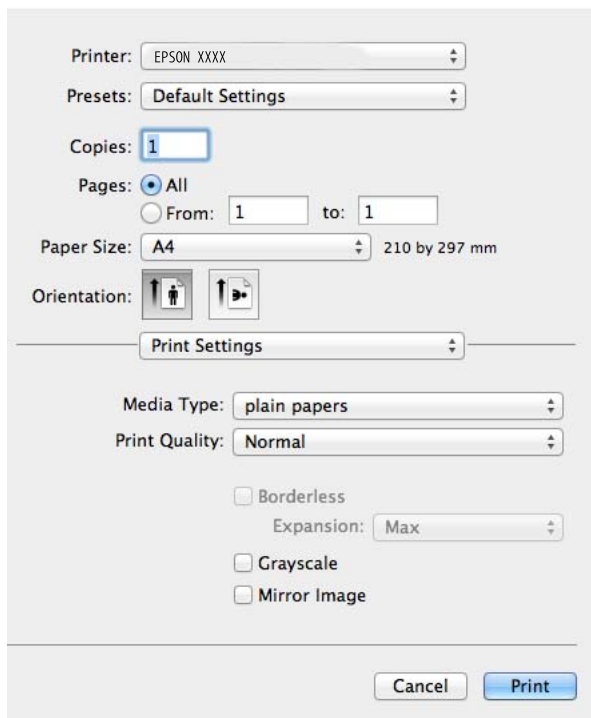 Printer: EPSON XXXX
Presets: Default Settings
Copies: 1
Pages: All
From: 1 to: 1
Paper Size: A4 210 by 297 mm
Orientation:
Print Settings
Media Type: plain papers
Print Quality: Normal
Borderless
Expansion: Max
Grayscale
Mirror Image
Cancel Print